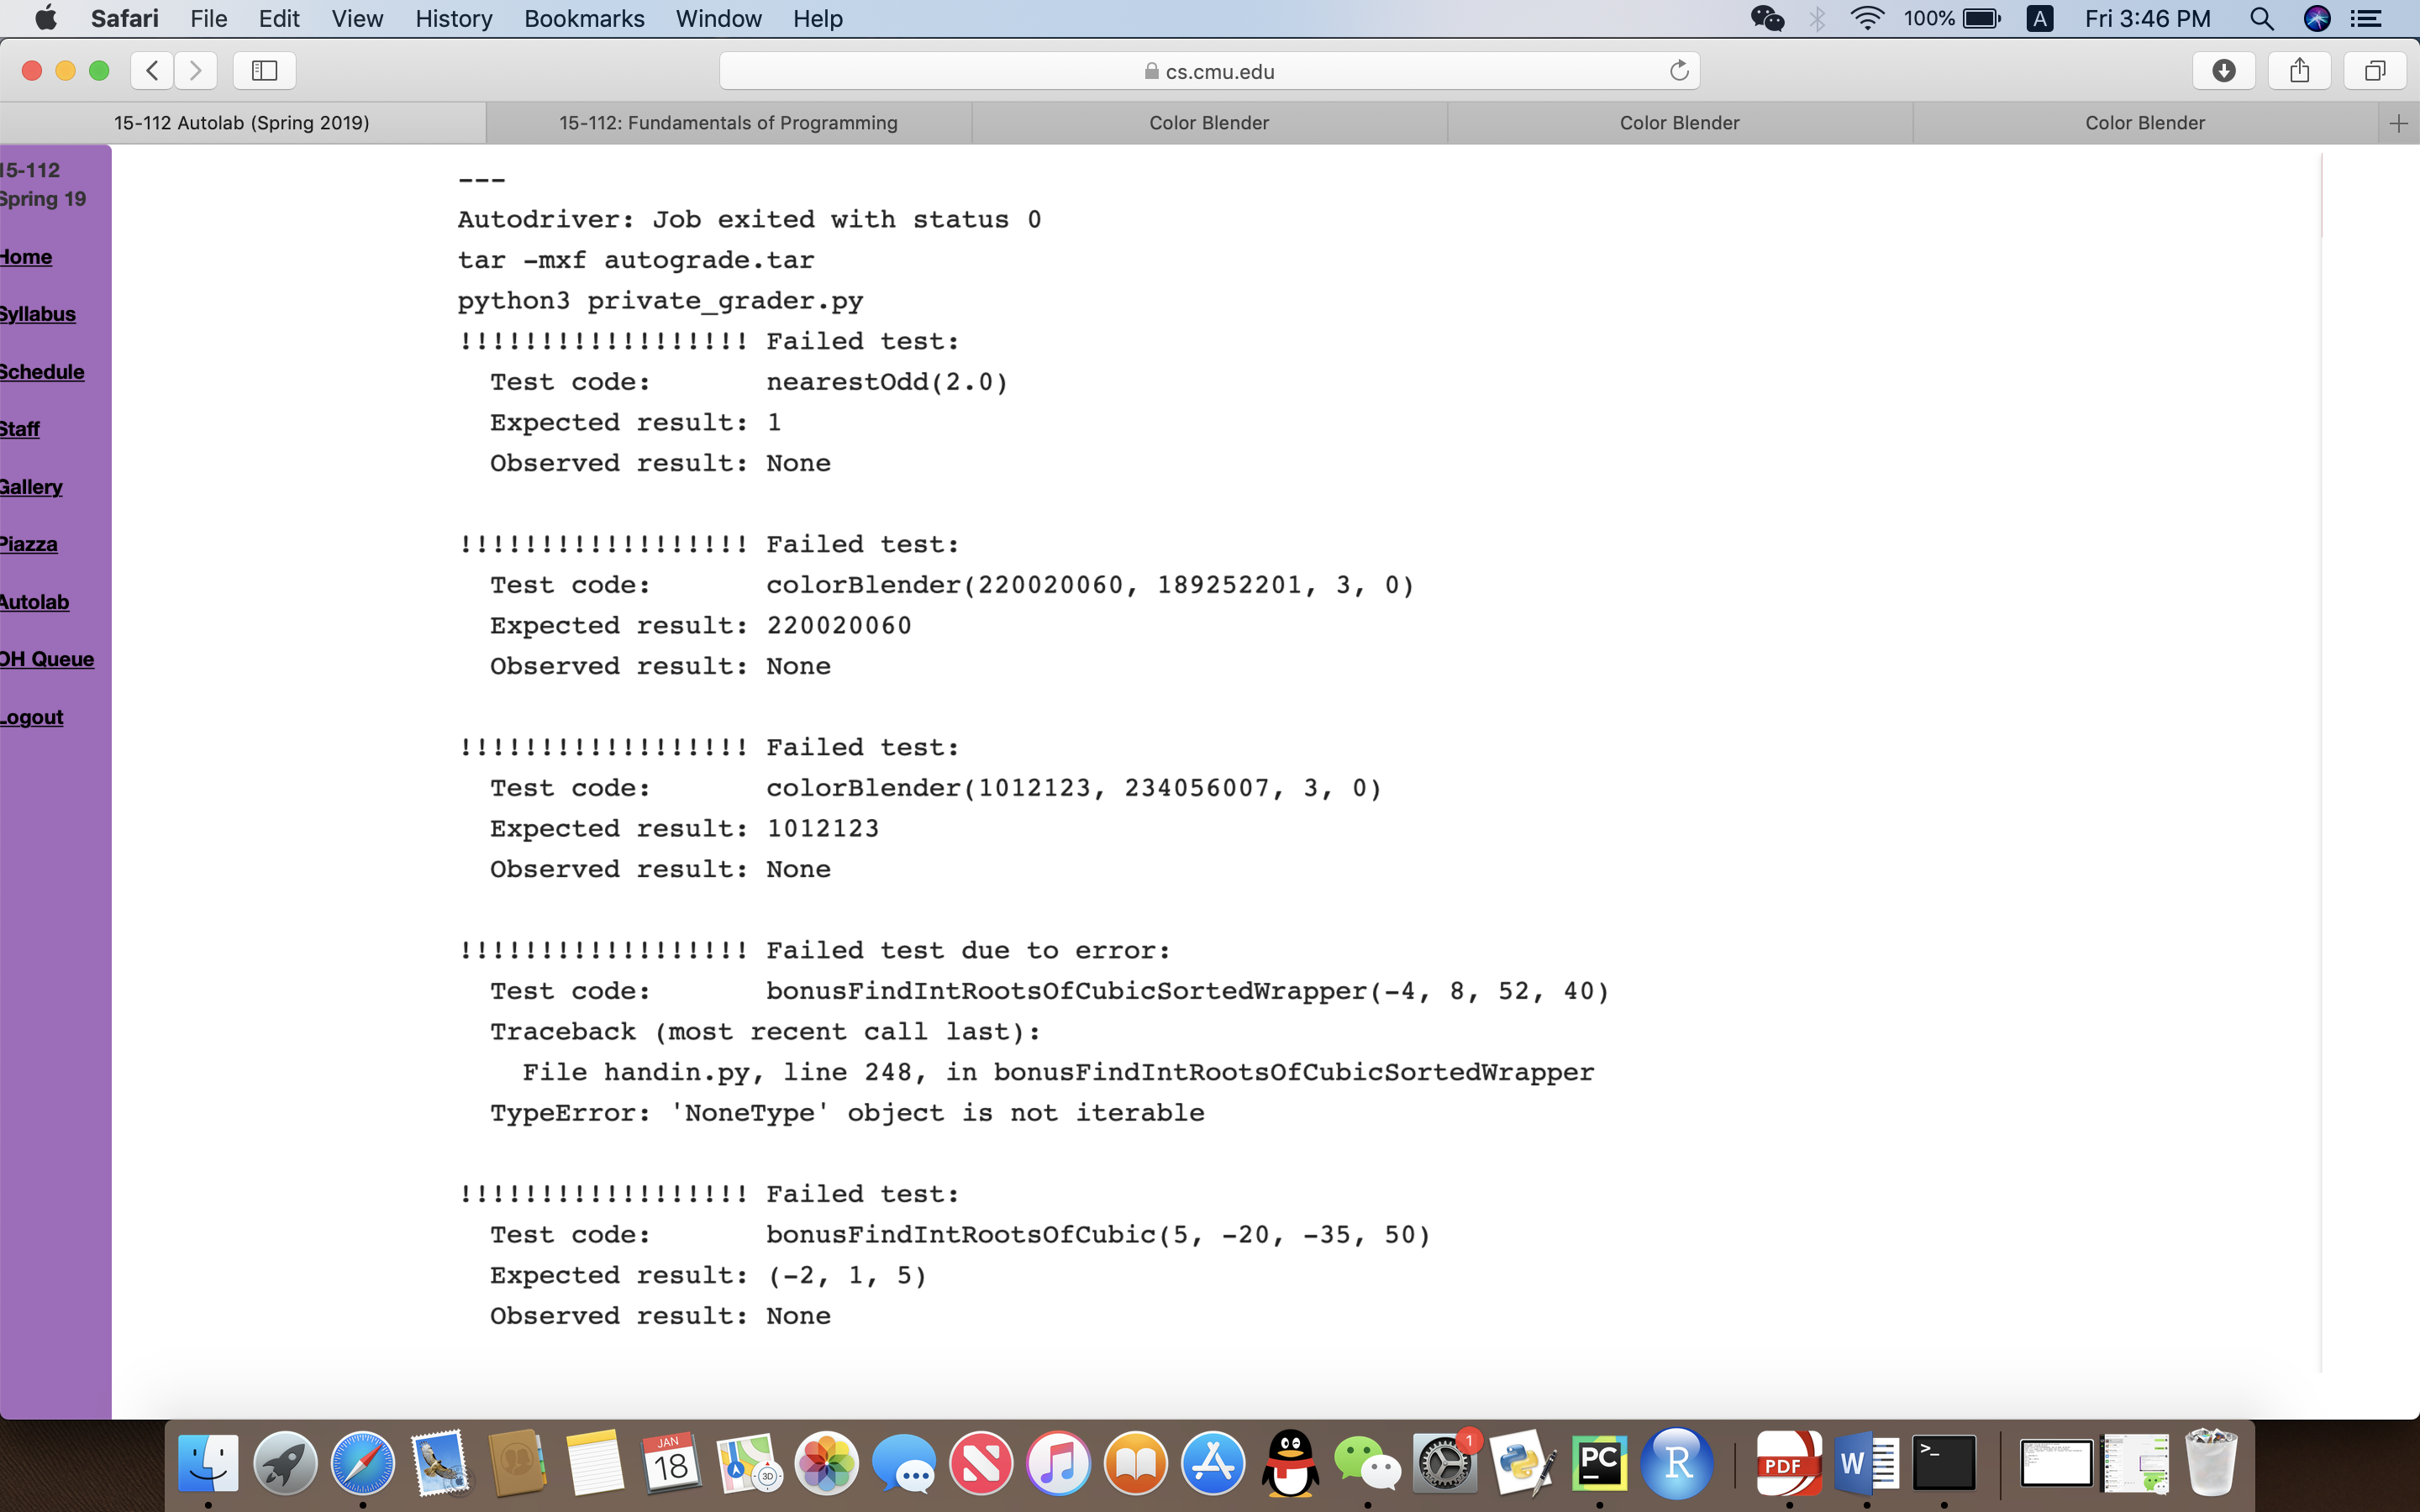 Safari File Edit View History Bookmarks Window Help 100% A Fri 3:46 PM
cs.cmu.edu
15-112 Autolab (Spring 2019) 15-112: Fundamentals of Programming Color Blender Color Blender Color Blender
15-112
Spring 19
Home
Syllabus
Schedule
Staff
Gallery
Piazza
Autolab
OH Queue
Logout
---
Autodriver: Job exited with status 0
tar -mxf autograde.tar
python3 private_grader.py
!!!!!!!!!!!!!!!!!! Failed test:
Test code: nearestOdd(2.0)
Expected result: 1
Observed result: None
!!!!!!!!!!!!!!!!!! Failed test:
Test code: colorBlender(220020060, 189252201, 3, 0)
Expected result: 220020060
Observed result: None
!!!!!!!!!!!!!!!!!! Failed test:
Test code: colorBlender(1012123, 234056007, 3, 0)
Expected result: 1012123
Observed result: None
!!!!!!!!!!!!!!!!!! Failed test due to error:
Test code: bonusFindIntRootsOfCubicSortedWrapper(-4, 8, 52, 40)
Traceback (most recent call last):
File handin.py, line 248, in bonusFindIntRootsOfCubicSortedWrapper
TypeError: 'NoneType' object is not iterable
!!!!!!!!!!!!!!!!!! Failed test:
Test code: bonusFindIntRootsOfCubic(5, -20, -35, 50)
Expected result: (-2, 1, 5)
Observed result: None
JAN
18
3D
1
PC
R
PDF
W
>_